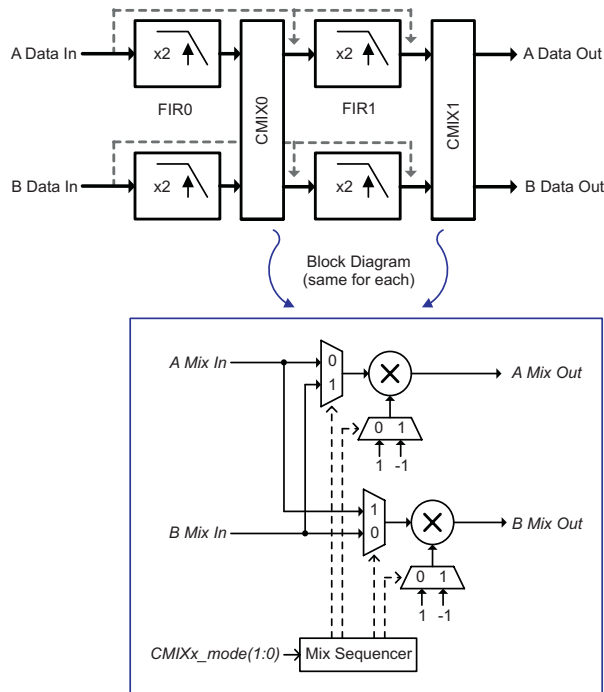 A Data In
x2
x2
A Data Out
FIR0
CMIX0
FIR1
CMIX1
B Data In
x2
x2
B Data Out
Block Diagram
(same for each)
A Mix In
0
1
A Mix Out
0 1
1 -1
B Mix In
1
0
B Mix Out
0 1
1 -1
CMIXx_mode(1:0)
Mix Sequencer